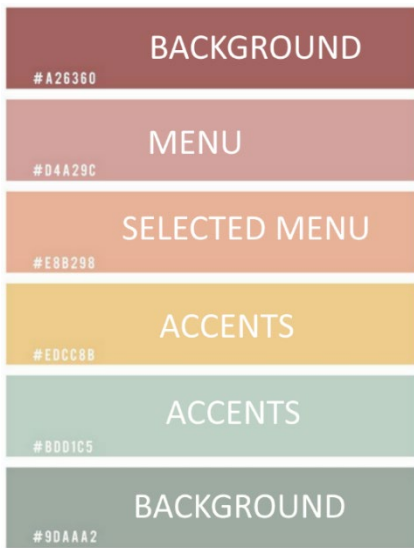 BACKGROUND
#A26360
MENU
#D4A29C
SELECTED MENU
#E8B298
ACCENTS
#EDCC8B
ACCENTS
#BDD1C5
BACKGROUND
#9DAAA2